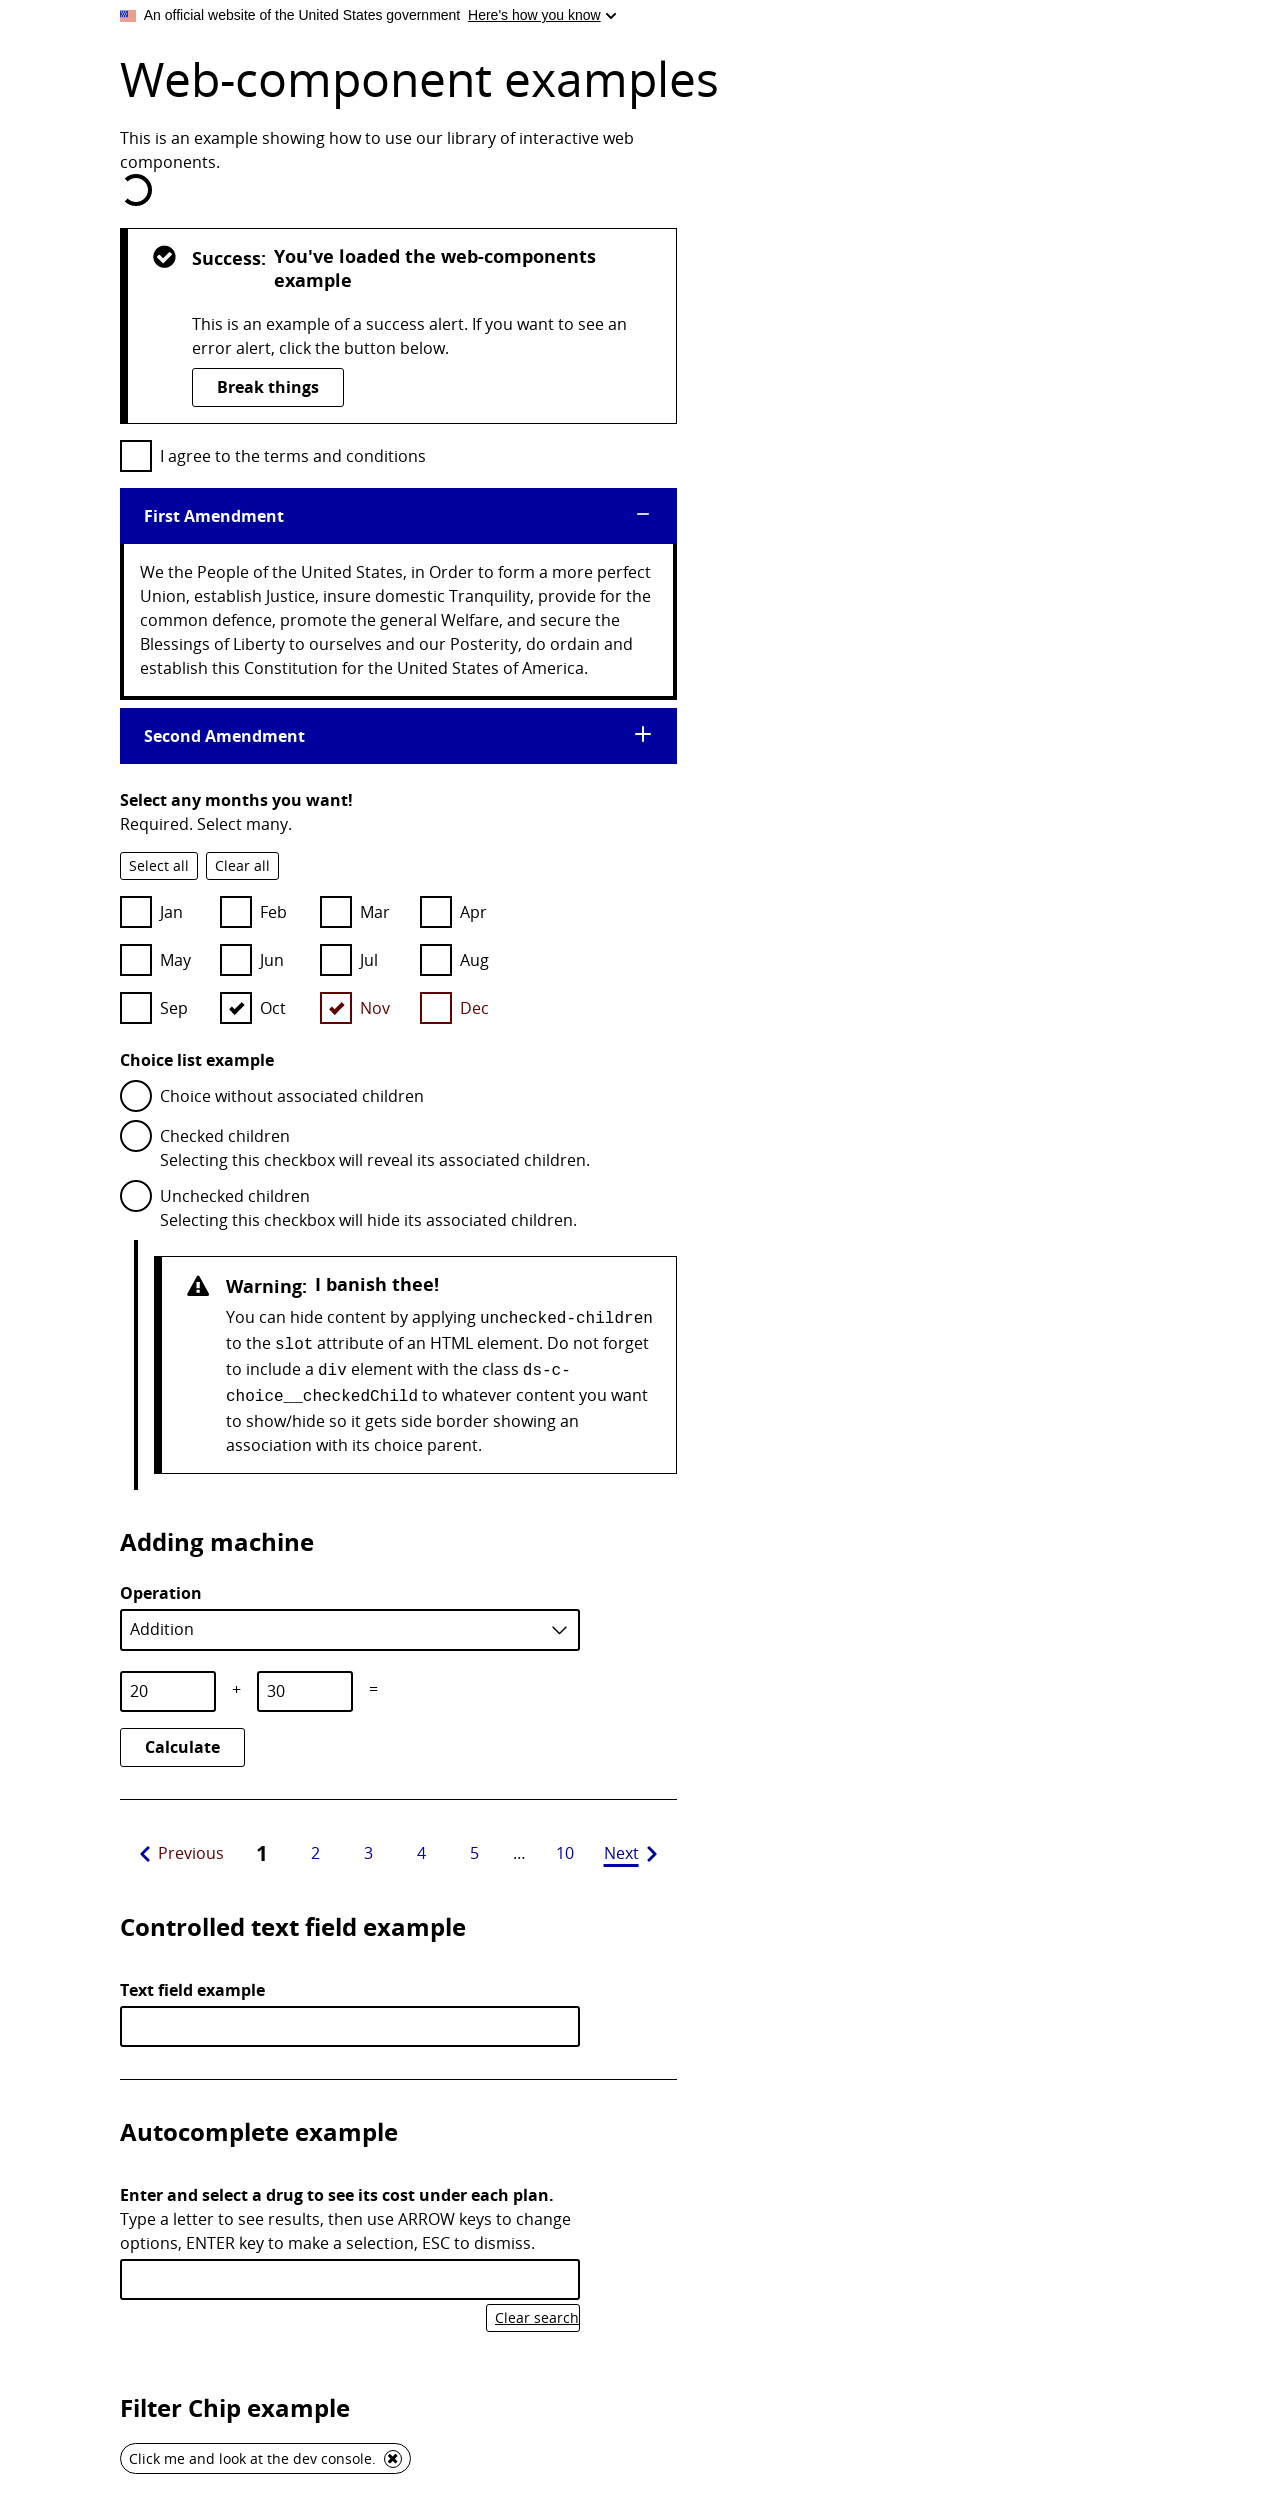 An official website of the United States government Here's how you know
Web-component examples
This is an example showing how to use our library of interactive web
components.
Success: You've loaded the web-components
example
This is an example of a success alert. If you want to see an
error alert, click the button below.
Break things
I agree to the terms and conditions
First Amendment
We the People of the United States, in Order to form a more perfect
Union, establish Justice, insure domestic Tranquility, provide for the
common defence, promote the general Welfare, and secure the
Blessings of Liberty to ourselves and our Posterity, do ordain and
establish this Constitution for the United States of America.
Second Amendment
Select any months you want!
Required. Select many.
Select all Clear all
Jan Feb Mar Apr
May Jun Jul Aug
Sep Oct Nov Dec
Choice list example
Choice without associated children
Checked children
Selecting this checkbox will reveal its associated children.
Unchecked children
Selecting this checkbox will hide its associated children.
Warning: I banish thee!
You can hide content by applying unchecked-children
to the slot attribute of an HTML element. Do not forget
to include a div element with the class ds-c-
choice__checkedChild to whatever content you want
to show/hide so it gets side border showing an
association with its choice parent.
Adding machine
Operation
Addition
20 + 30 =
Calculate
Previous 1 2 3 4 5 … 10 Next
Controlled text field example
Text field example
Autocomplete example
Enter and select a drug to see its cost under each plan.
Type a letter to see results, then use ARROW keys to change
options, ENTER key to make a selection, ESC to dismiss.
Clear search
Filter Chip example
Click me and look at the dev console.